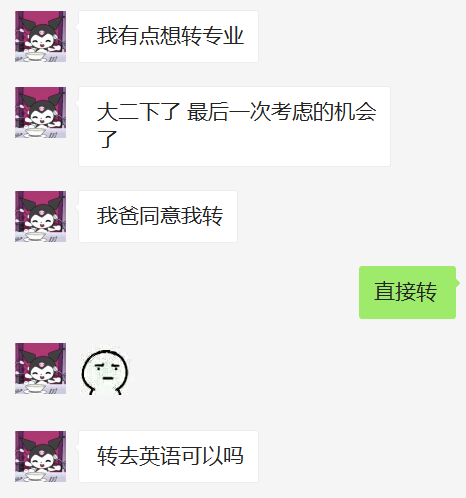 我有点想转专业
大二下了 最后一次考虑的机会
了
我爸同意我转
直接转
转去英语可以吗